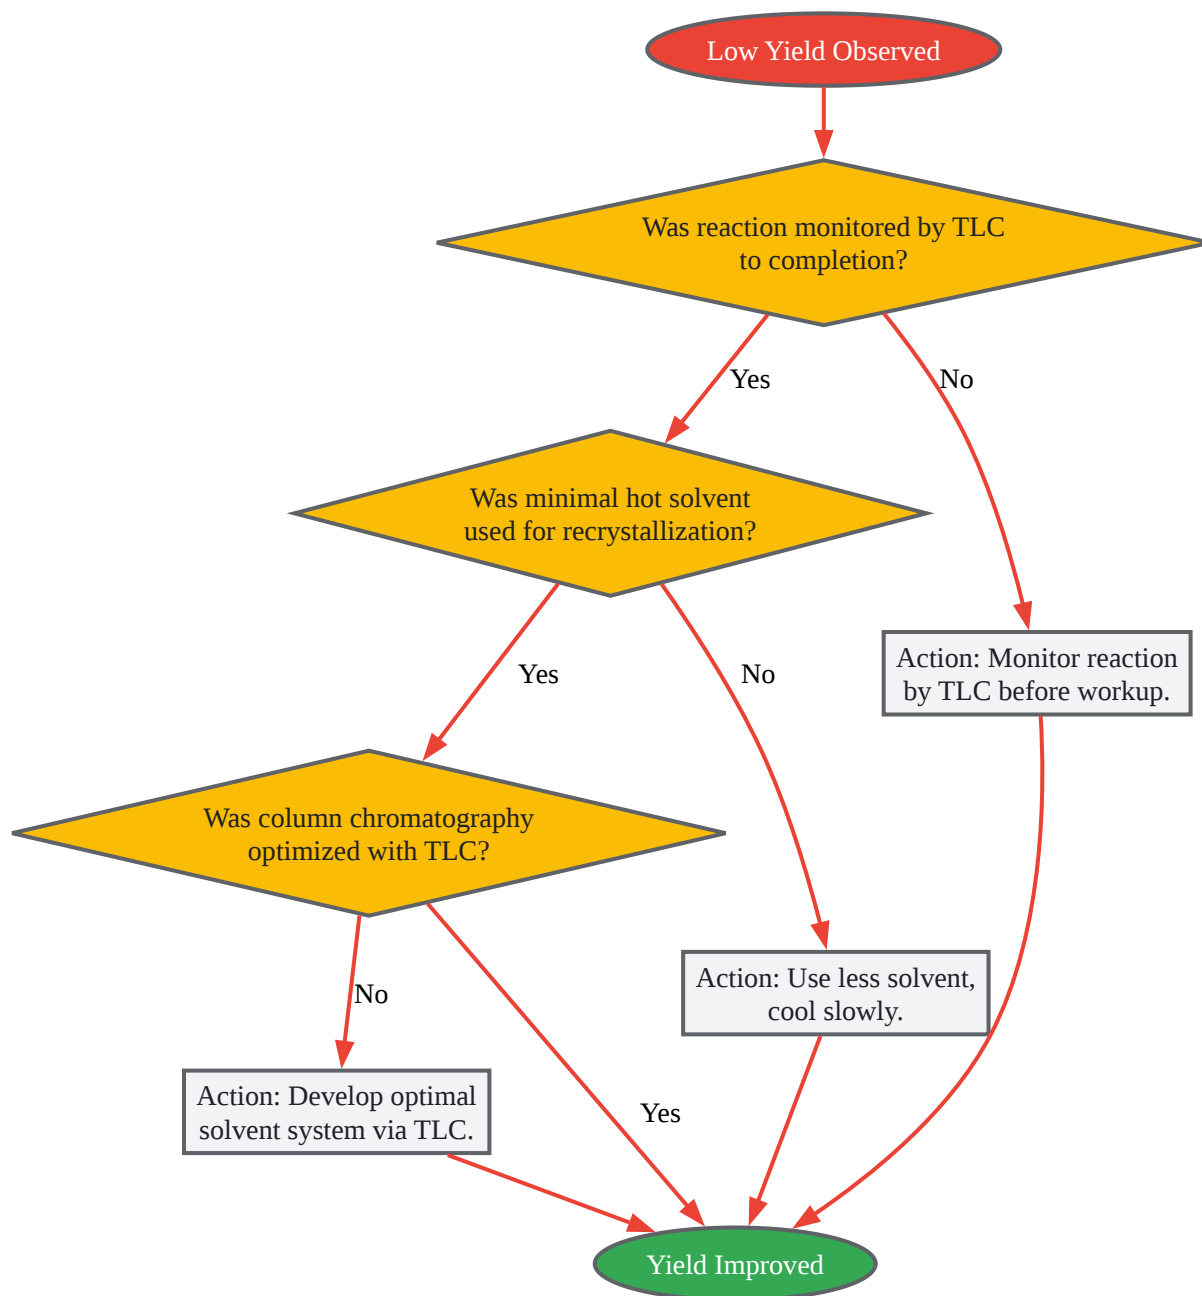 Low Yield Observed
Was reaction monitored by TLC
to completion?
Yes
No
Was minimal hot solvent
used for recrystallization?
Action: Monitor reaction
by TLC before workup.
Yes
No
Was column chromatography
optimized with TLC?
Action: Use less solvent,
cool slowly.
No
Action: Develop optimal
solvent system via TLC.
Yes
Yield Improved